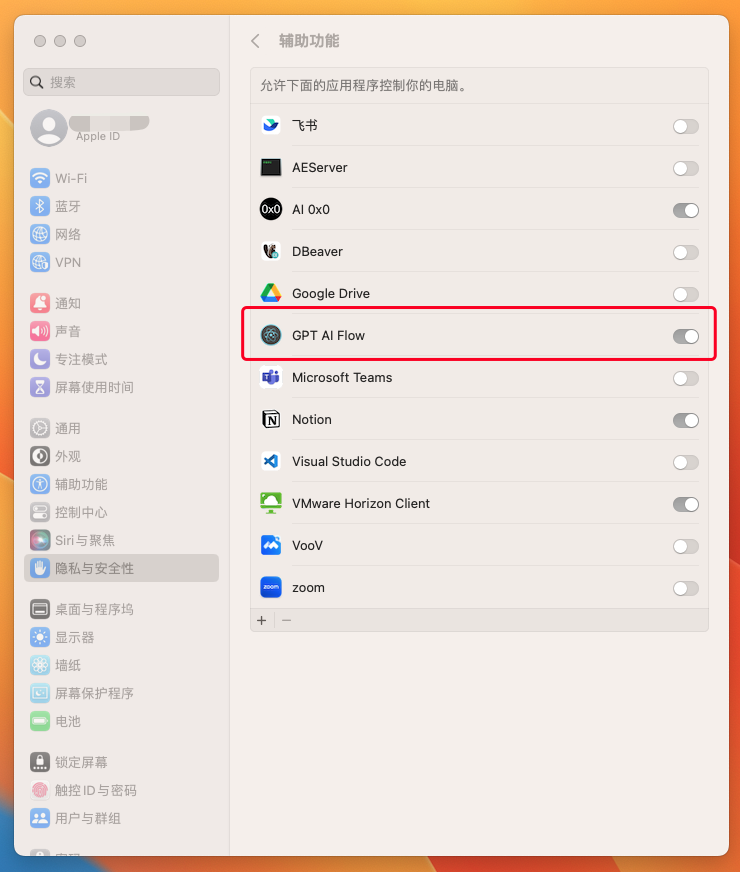 辅助功能
搜索
Apple ID
Wi-Fi
蓝牙
网络
VPN
通知
声音
专注模式
屏幕使用时间
通用
外观
辅助功能
控制中心
Siri与聚焦
隐私与安全性
桌面与程序坞
显示器
墙纸
屏幕保护程序
电池
锁定屏幕
触控 ID 与密码
用户与群组
允许下面的应用程序控制你的电脑。
飞书
AEServer
0x0
AI 0x0
DBeaver
Google Drive
GPT AI Flow
Microsoft Teams
Notion
Visual Studio Code
VMware Horizon Client
VooV
zoom
zoom